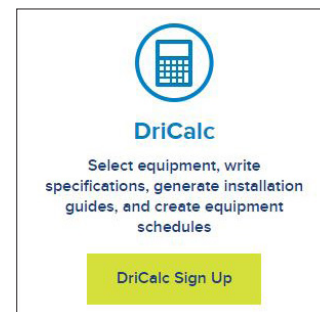 DriCalc
Select equipment, write
specifications, generate installation
guides, and create equipment
schedules
DriCalc Sign Up